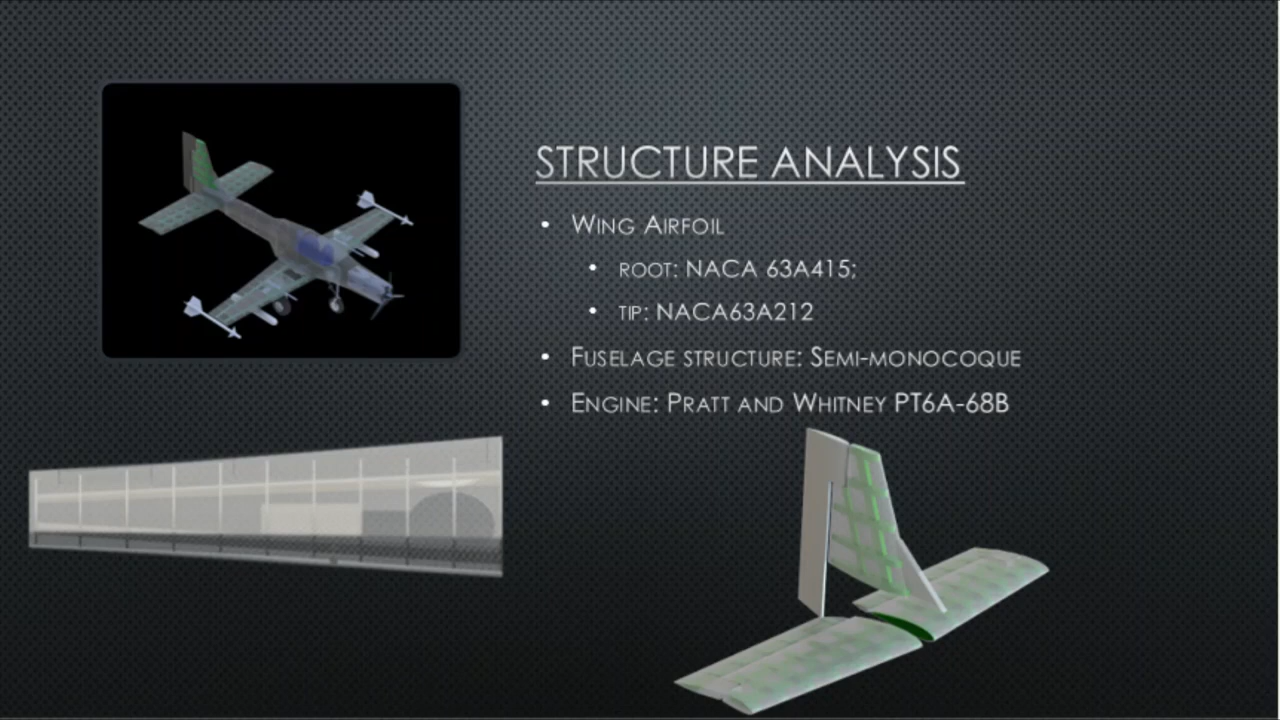 STRUCTURE ANALYSIS
• WING AIRFOIL
• ROOT: NACA 63A415;
• TIP: NACA63A212
• FUSELAGE STRUCTURE: SEMI-MONOCOQUE
• ENGINE: PRATT AND WHITNEY PT6A-68B